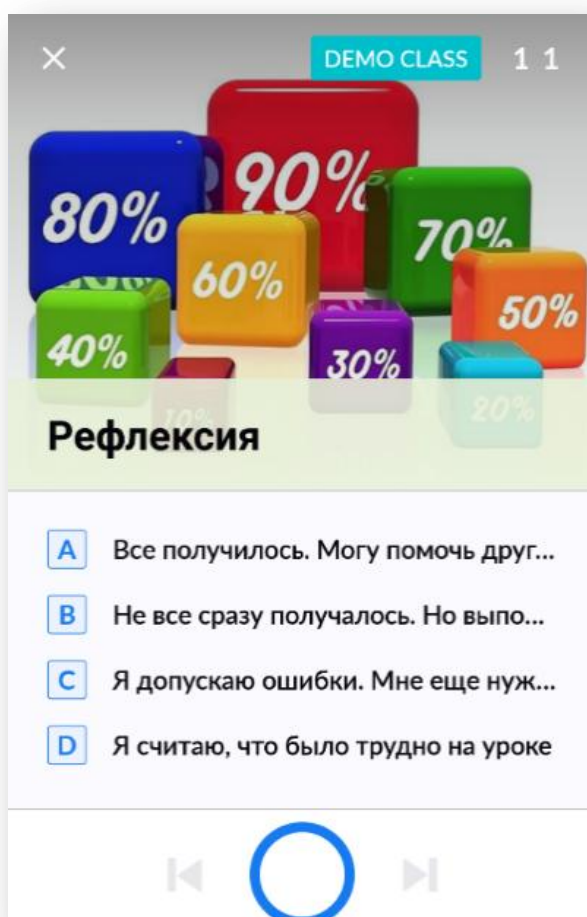 DEMO CLASS 1 1
90%
80%
70%
60%
50%
40%
30%
20%
10%
Рефлексия
A Все получилось. Могу помочь друг...
B Не все сразу получалось. Но выпо...
C Я допускаю ошибки. Мне еще нуж...
D Я считаю, что было трудно на уроке